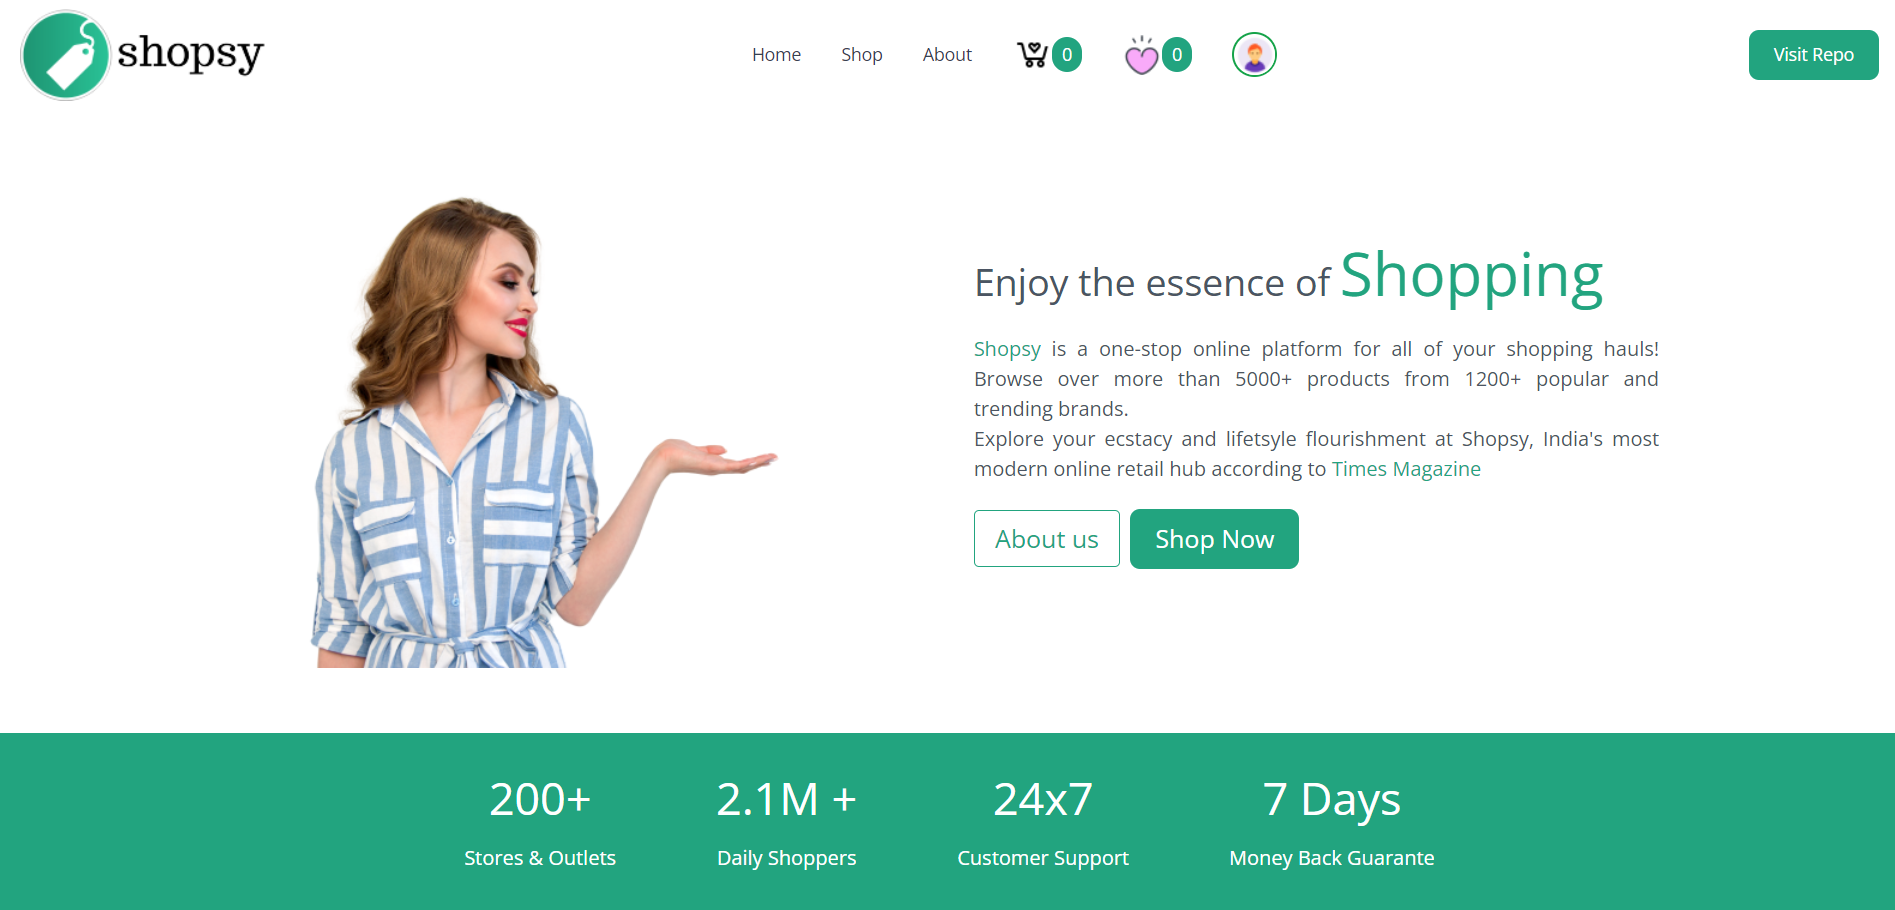 shopsy
Home
Shop
About
0
0
Visit Repo
Enjoy the essence of Shopping
Shopsy is a one-stop online platform for all of your shopping hauls!
Browse over more than 5000+ products from 1200+ popular and
trending brands.
Explore your ecstacy and lifetsyle flourishment at Shopsy, India's most
modern online retail hub according to Times Magazine
About us
Shop Now
200+
Stores & Outlets
2.1M +
Daily Shoppers
24x7
Customer Support
7 Days
Money Back Guarante